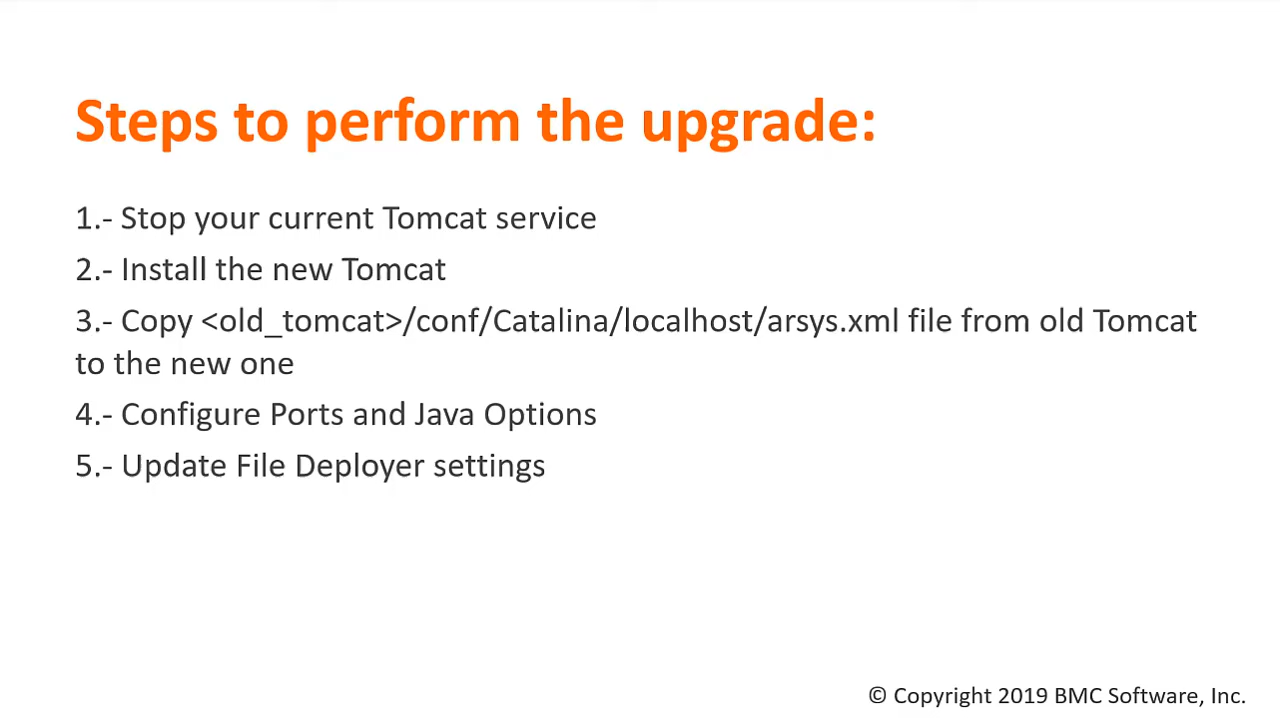 Steps to perform the upgrade:
1.- Stop your current Tomcat service
2.- Install the new Tomcat
3.- Copy <old_tomcat>/conf/Catalina/localhost/arsys.xml file from old Tomcat
to the new one
4.- Configure Ports and Java Options
5.- Update File Deployer settings
© Copyright 2019 BMC Software, Inc.